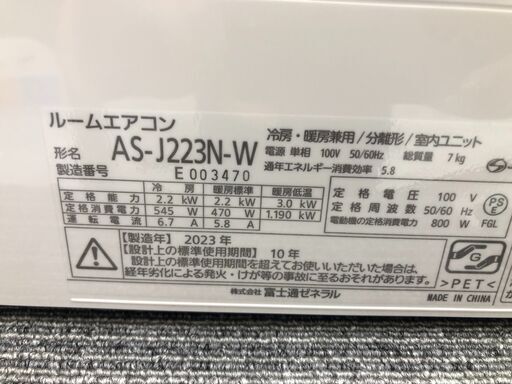 ルームエアコン
形名 AS-J223N-W
製造番号 E 003470
冷房・暖房兼用/分離形/室内ユニット
電源 単相 100V 50/60Hz 総質量 7kg
通年エネルギー消費効率 5.8
冷房 暖房標準 暖房低温
定格能力 2.2 kW 2.2 kW 3.0 kW
定格消費電力 545 W 470 W 1,190 kW
運転電流 6.7 A 5.8 A
定格電圧 100 V
定格周波数 50/60 Hz
電動機の定格消費電力 800 W
PS
E
FGL
【製造年】2023 年
【設計上の標準使用期間】10年
設計上の標準使用期間を超えてお使いいただいた場合は、
経年劣化による発火・けが等の事故に至るおそれがあります。
株式会社 富士通ゼネラル
>PET<
MADE IN CHINA